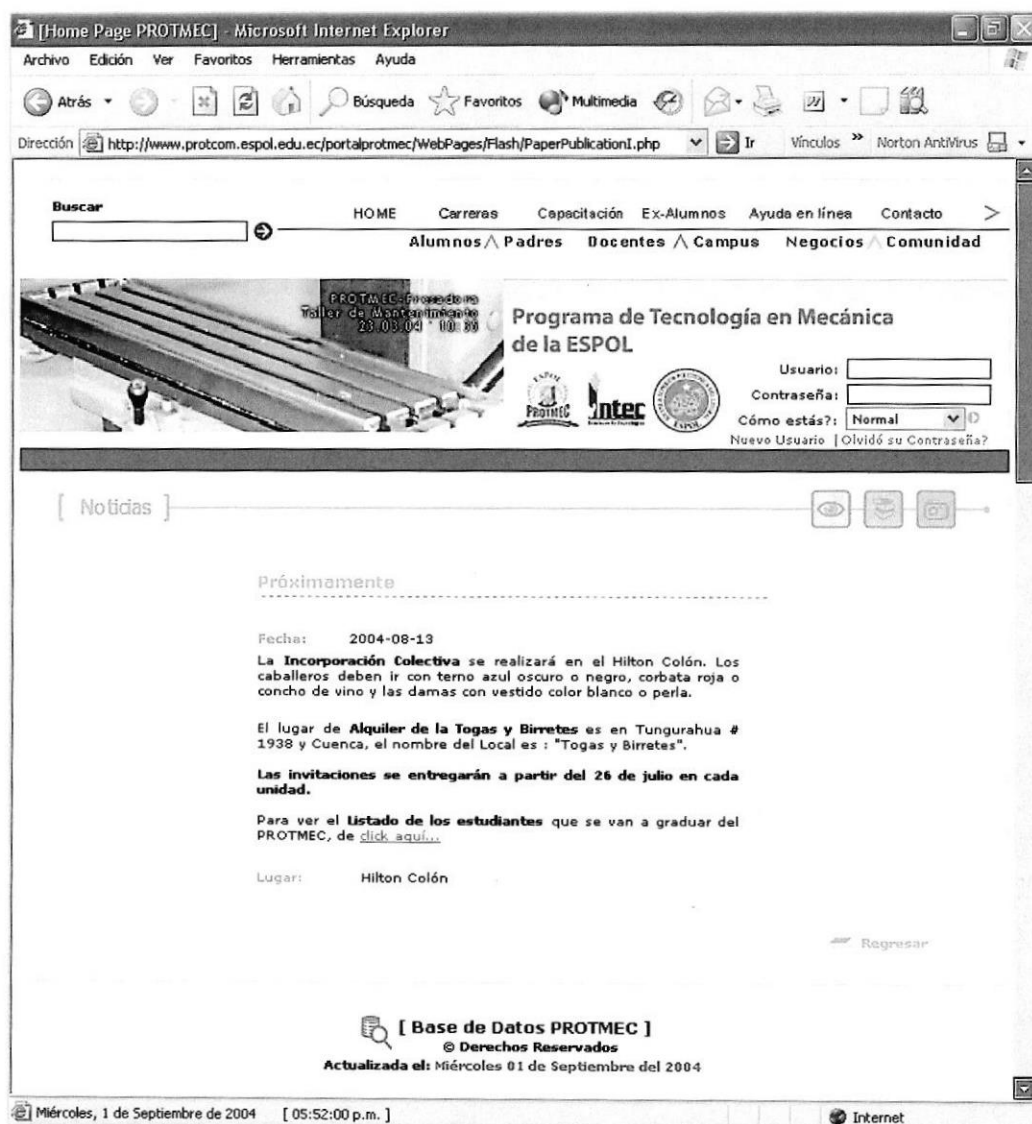 [Home Page PROTMEC] - Microsoft Internet Explorer
Archivo Edición Ver Favoritos Herramientas Ayuda
Atrás Búsqueda Favoritos Multimedia
Dirección http://www.protcom.espol.edu.ec/portalprotmec/WebPages/Flash/PaperPublicationI.php Ir Vínculos » Norton AntiVirus
Buscar
HOME Carreras Capacitación Ex-Alumnos Ayuda en línea Contacto >
Alumnos Padres Docentes Campus Negocios Comunidad
PROTMEC-Fresadora
Taller de Mantenimiento
23.03.04
Programa de Tecnología en Mecánica
de la ESPOL
Usuario:
Contraseña:
Cómo estás?: Normal
Nuevo Usuario | Olvidó su Contraseña?
ESPOL
PROTMEC
intec
ESPOL
[ Noticias ]
Próximamente
Fecha: 2004-08-13
La Incorporación Colectiva se realizará en el Hilton Colón. Los
caballeros deben ir con terno azul oscuro o negro, corbata roja o
concho de vino y las damas con vestido color blanco o perla.
El lugar de Alquiler de la Togas y Birretes es en Tungurahua #
1938 y Cuenca, el nombre del Local es : "Togas y Birretes".
Las invitaciones se entregarán a partir del 26 de julio en cada
unidad.
Para ver el Listado de los estudiantes que se van a graduar del
PROTMEC, de click aquí...
Lugar: Hilton Colón
Regresar
[ Base de Datos PROTMEC ]
© Derechos Reservados
Actualizada el: Miércoles 01 de Septiembre del 2004
Miércoles, 1 de Septiembre de 2004 [ 05:52:00 p.m. ] Internet